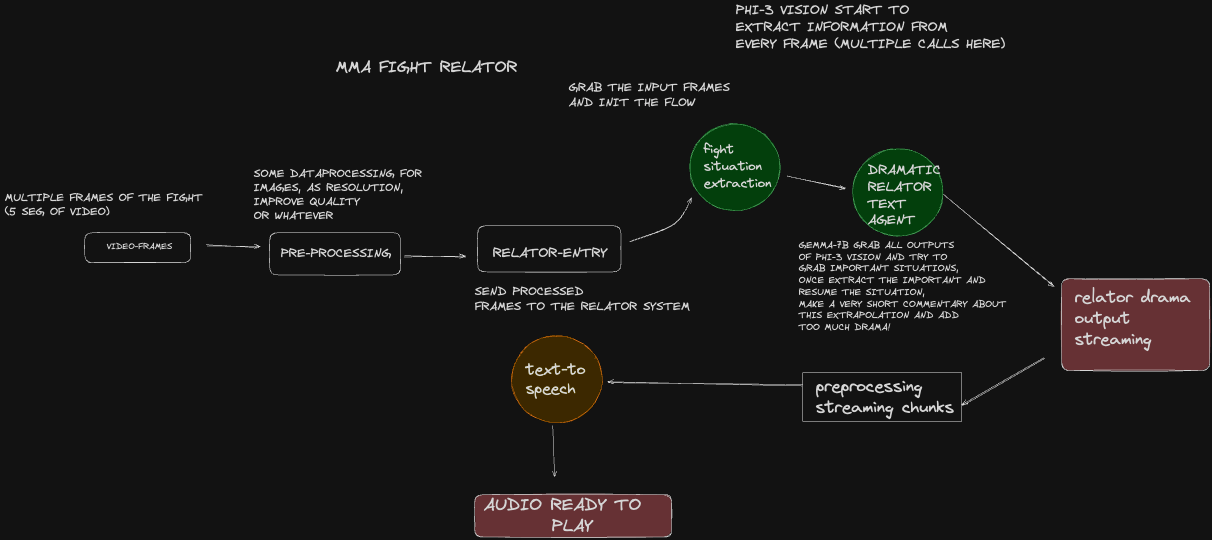 PHI-3 VISION START TO
EXTRACT INFORMATION FROM
EVERY FRAME (MULTIPLE CALLS HERE)
MMA FIGHT RELATOR
GRAB THE INPUT FRAMES
AND INIT THE FLOW
fight
situation
extraction
DRAMATIC
RELATOR
TEXT
AGENT
SOME DATAPROCESSING FOR
IMAGES, AS RESOLUTION,
IMPROVE QUALITY
OR WHATEVER
MULTIPLE FRAMES OF THE FIGHT
(5 SEG, OF VIDEO)
VIDEO-FRAMES
PRE-PROCESSING
RELATOR-ENTRY
SEND PROCESSED
FRAMES TO THE RELATOR SYSTEM
GEMMA-7B GRAB ALL OUTPUTS
OF PHI-3 VISION AND TRY TO
GRAB IMPORTANT SITUATIONS,
ONCE EXTRACT THE IMPORTANT AND
RESUME THE SITUATION,
MAKE A VERY SHORT COMMENTARY ABOUT
THIS EXTRAPOLATION AND ADD
TOO MUCH DRAMA!
relator drama
output
streaming
preprocessing
streaming chunks
text-to
speech
AUDIO READY TO
PLAY